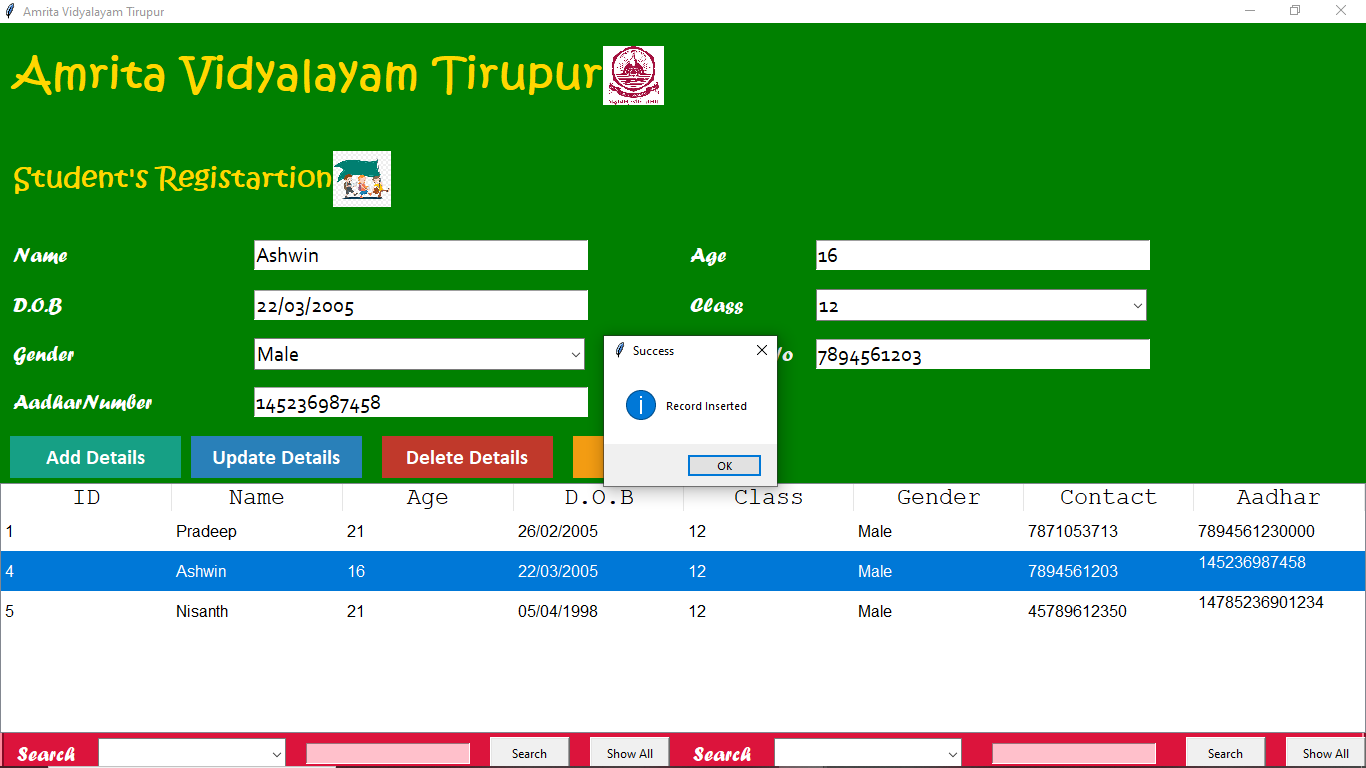 Amrita Vidyalayam Tirupur
Amrita Vidyalayam Tirupur
Student's Registartion
Name Ashwin Age 16
D.O.B 22/03/2005 Class 12
Gender Male 7894561203
AadharNumber 145236987458
Success
Record Inserted
OK
Add Details Update Details Delete Details
ID Name Age D.O.B Class Gender Contact Aadhar
1 Pradeep 21 26/02/2005 12 Male 7871053713 7894561230000
4 Ashwin 16 22/03/2005 12 Male 7894561203 145236987458
5 Nisanth 21 05/04/1998 12 Male 45789612350 14785236901234
Search Search Show All Search Search Show All